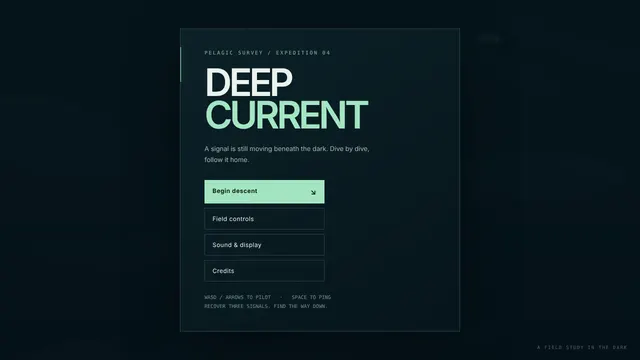 PELAGIC SURVEY / EXPEDITION 04
DEEP
CURRENT
A signal is still moving beneath the dark. Dive by dive,
follow it home.
Begin descent
Field controls
Sound & display
Credits
WASD / ARROWS TO PILOT · SPACE TO PING
RECOVER THREE SIGNALS. FIND THE WAY DOWN.
A FIELD STUDY IN THE DARK